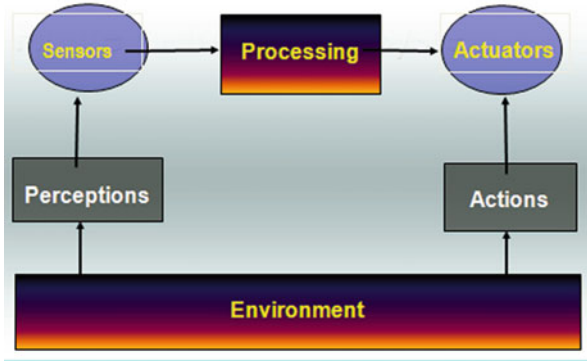 Sensors
Processing
Actuators
Perceptions
Actions
Environment